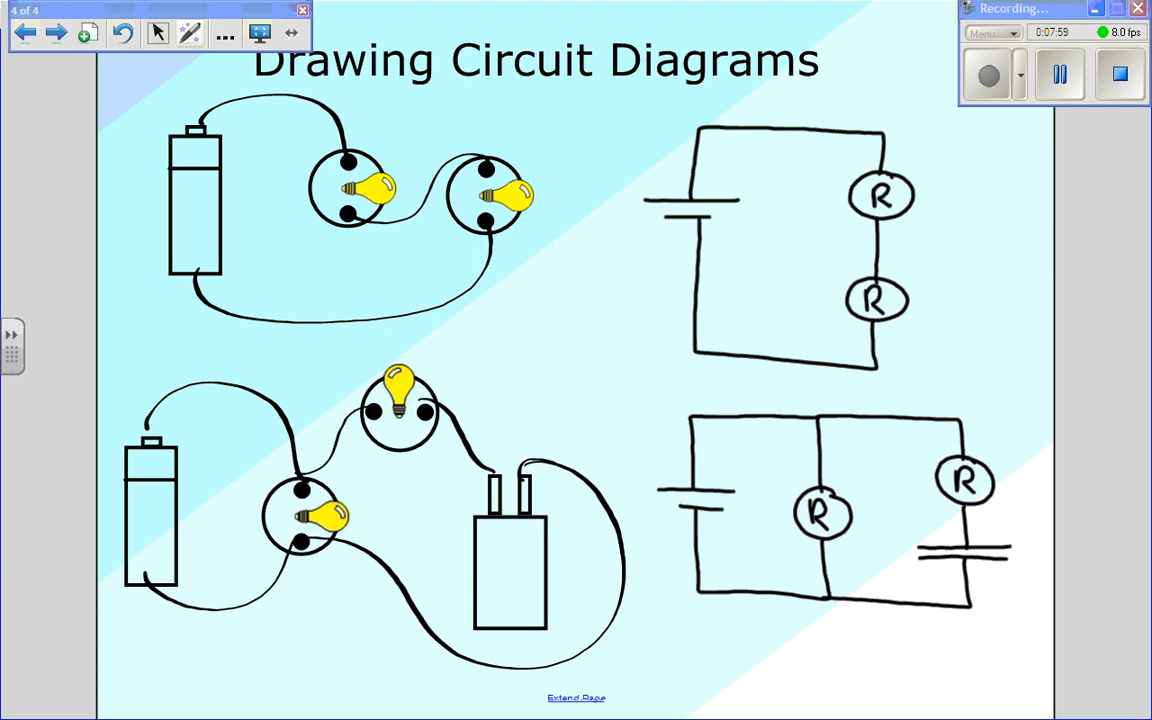 4 of 4
Recording...
Menu
0:07:59
8.0 fps
...
Drawing Circuit Diagrams
R
R
R
R
Extend Page